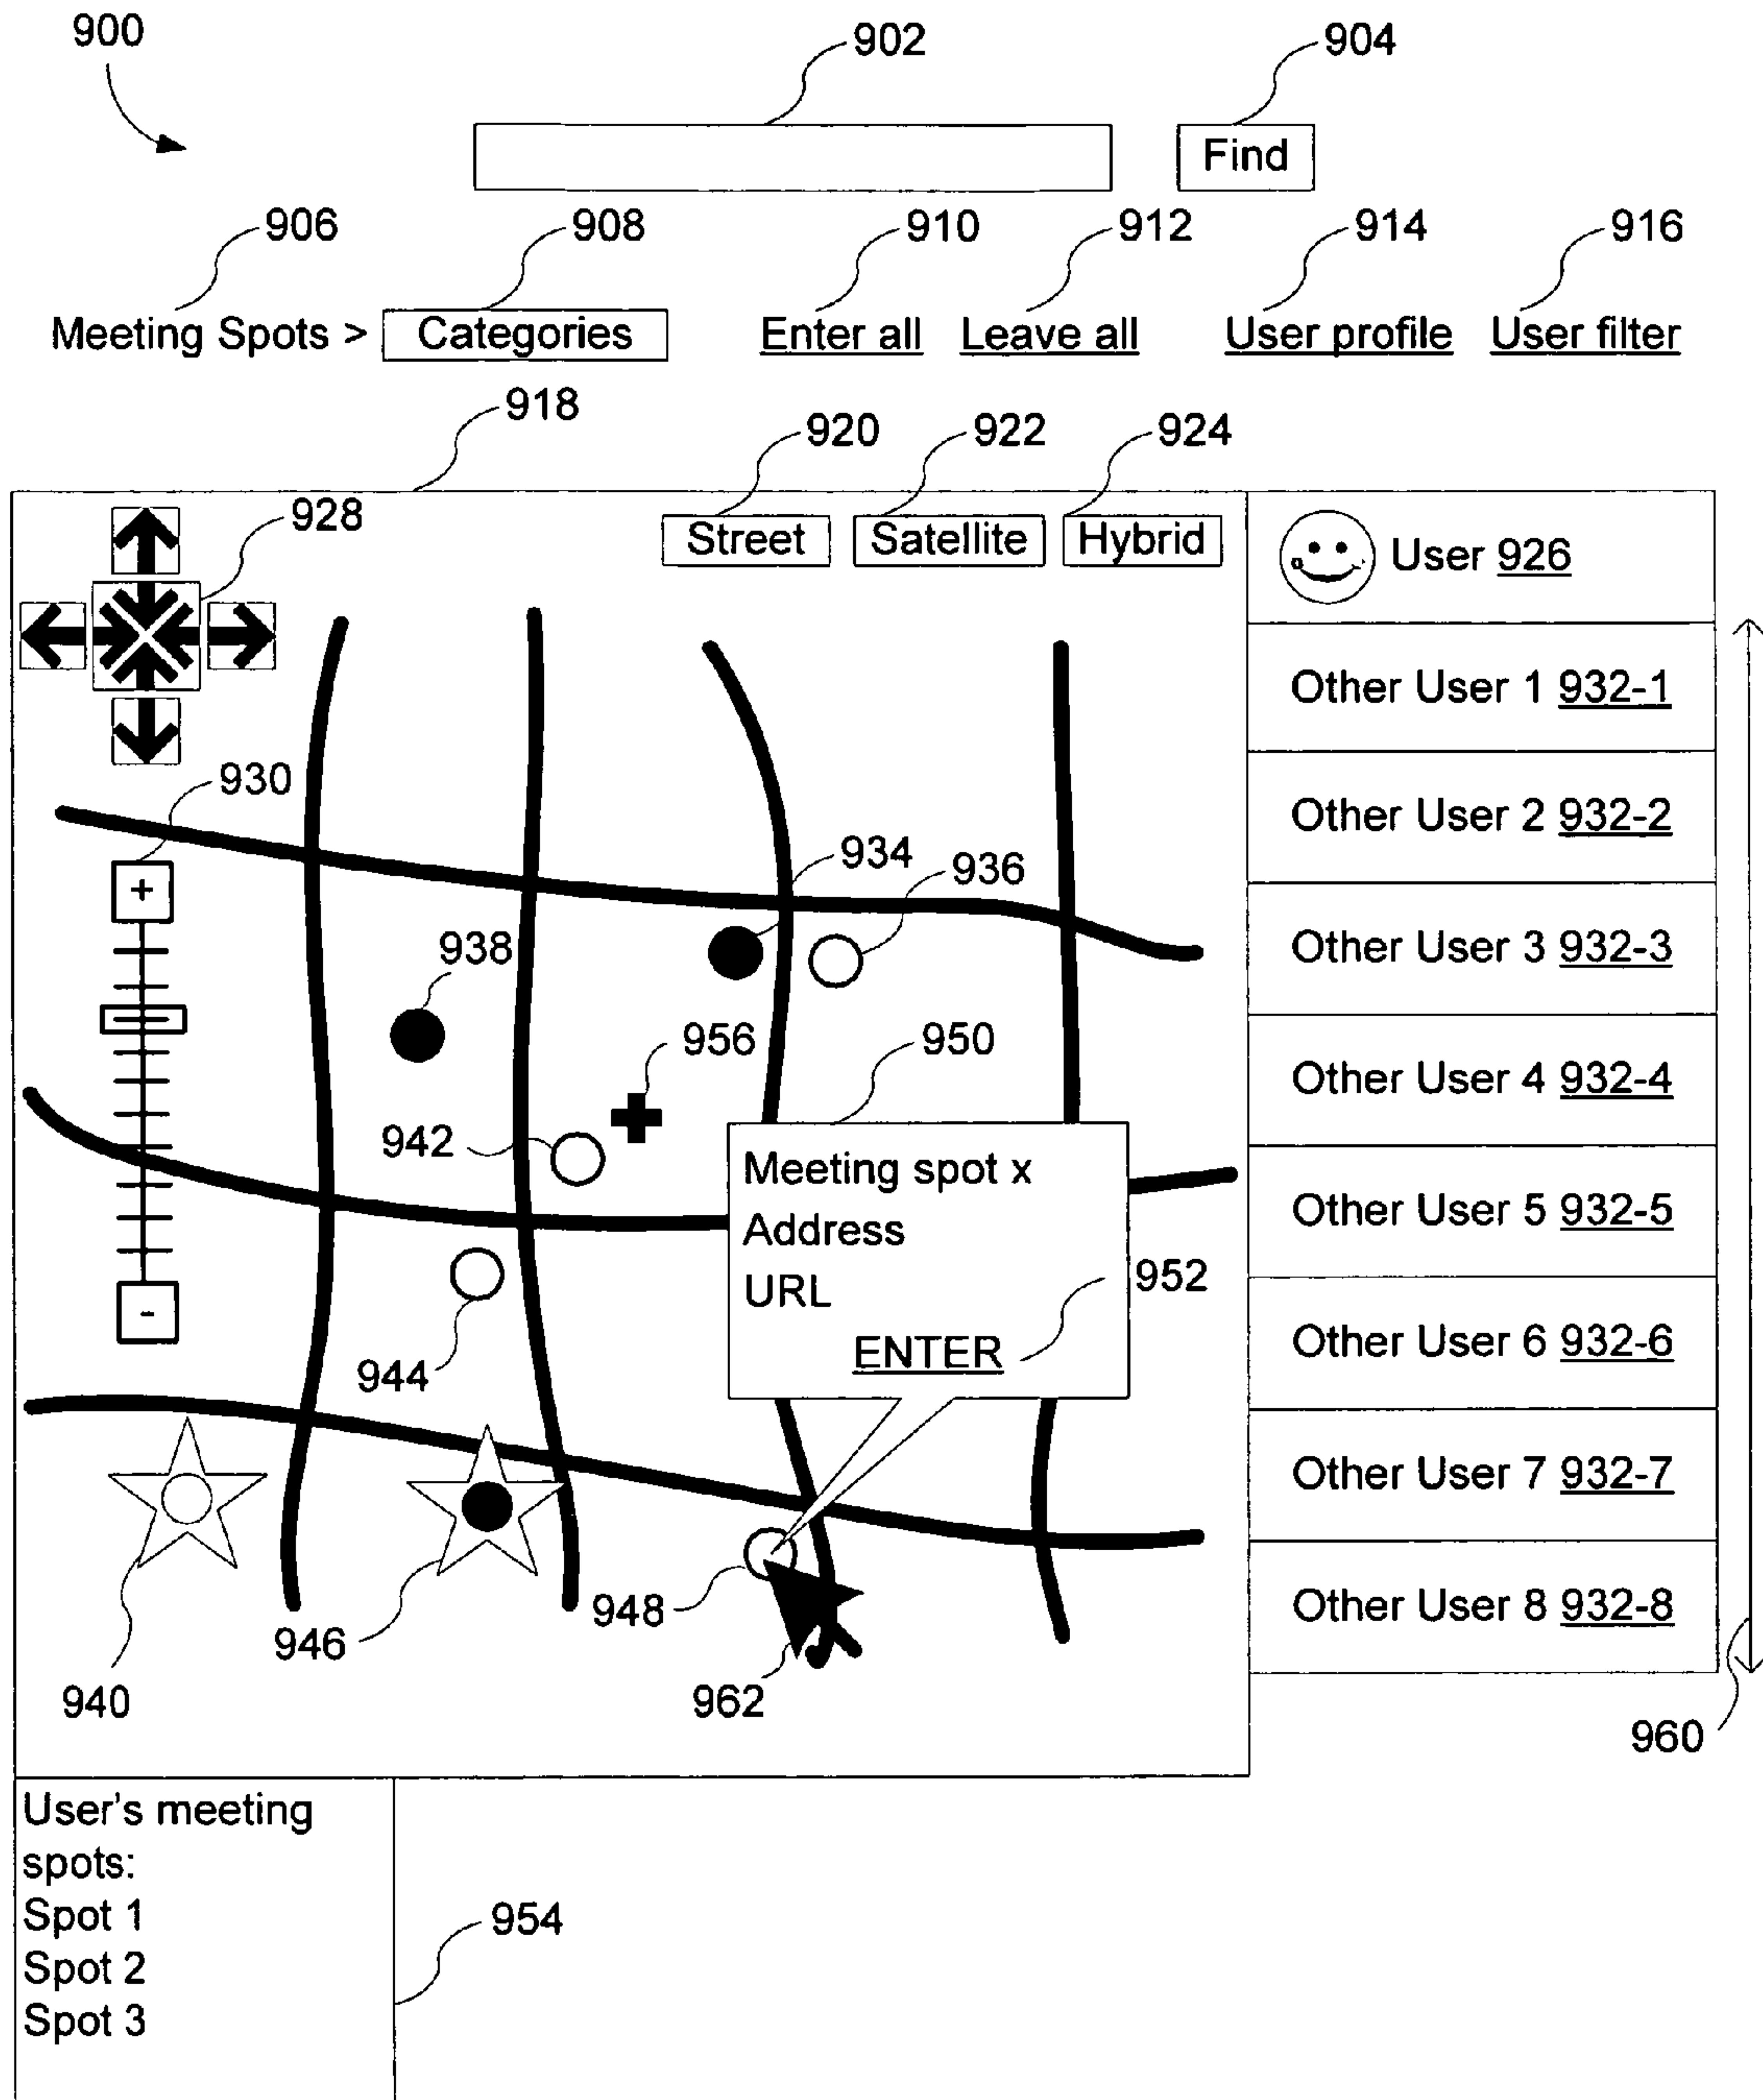 900
902
904
Find
906
908
910
912
914
916
Meeting Spots > Categories Enter all Leave all User profile User filter
918
920
922
924
928
Street Satellite Hybrid
User 926
Other User 1 932-1
930
Other User 2 932-2
934
936
+
938
Other User 3 932-3
956
950
Other User 4 932-4
942
Meeting spot x
Address
URL
952
ENTER
Other User 5 932-5
-
944
Other User 6 932-6
Other User 7 932-7
948
946
Other User 8 932-8
940
962
960
User's meeting
spots:
Spot 1
954
Spot 2
Spot 3